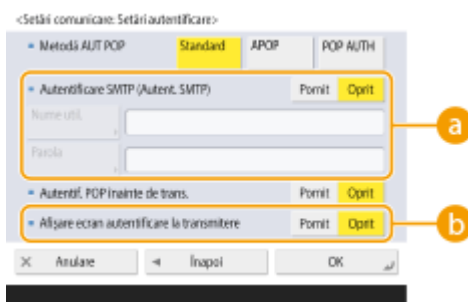 <Setări comunicare: Setări autentificare>
Metodă AUT POP Standard APOP POP AUTH
Autentificare SMTP (Autent. SMTP) Pornit Oprit
Nume util.
a
Parola
Autentif. POP înainte de trans. Pornit Oprit
Afişare ecran autentificare la transmitere Pornit Oprit
b
Anulare Înapoi OK